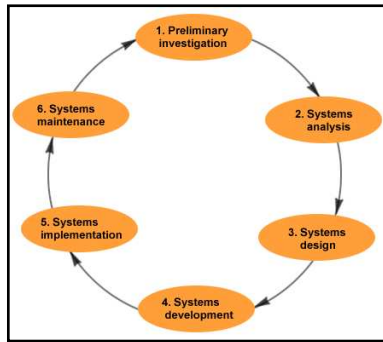 1. Preliminary
investigation
2. Systems
analysis
3. Systems
design
4. Systems
development
5. Systems
implementation
6. Systems
maintenance